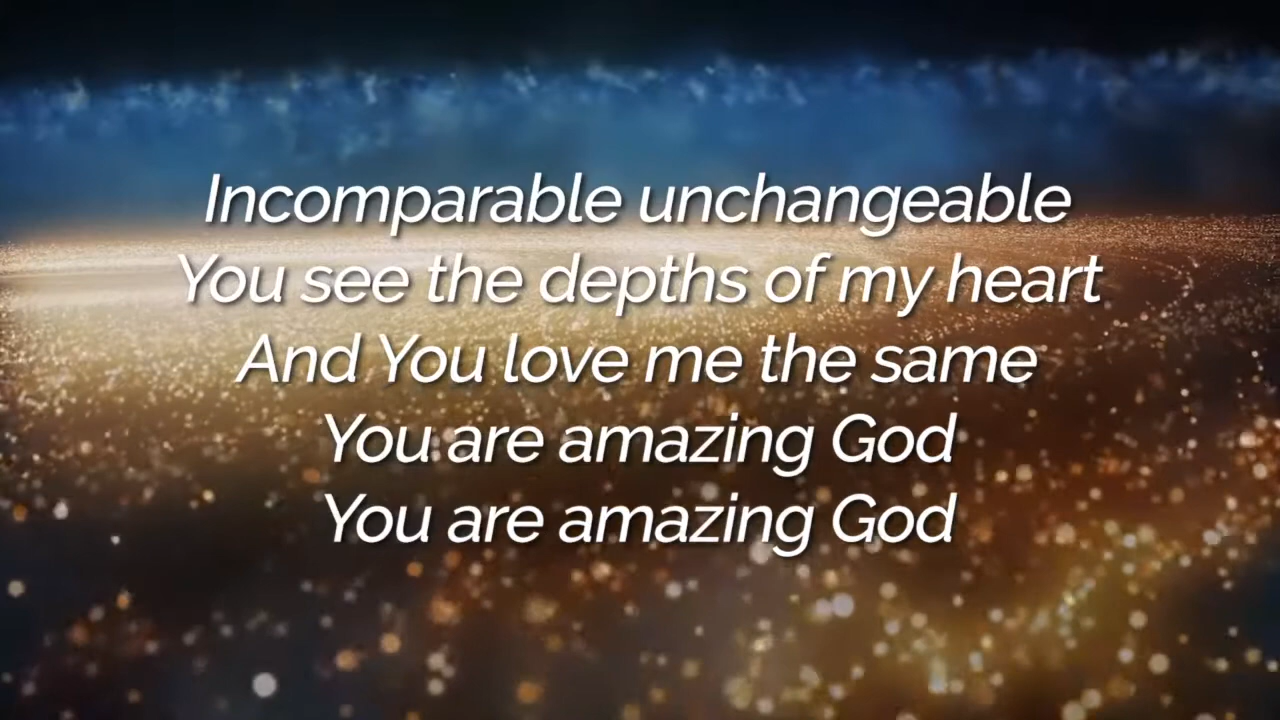 Incomparable unchangeable
You see the depths of my heart
And You love me the same
You are amazing God
You are amazing God